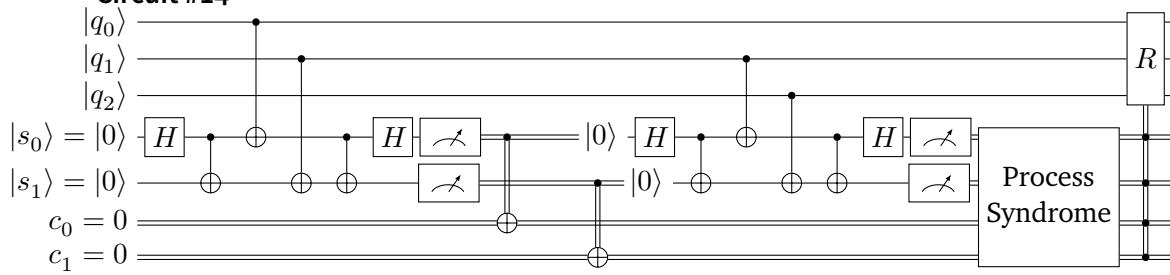 Circuit #14
|q₀⟩
|q₁⟩
R
|q₂⟩
|s₀⟩ = |0⟩ H H |0⟩ H H
|s₁⟩ = |0⟩ |0⟩
Process
Syndrome
c₀ = 0
c₁ = 0